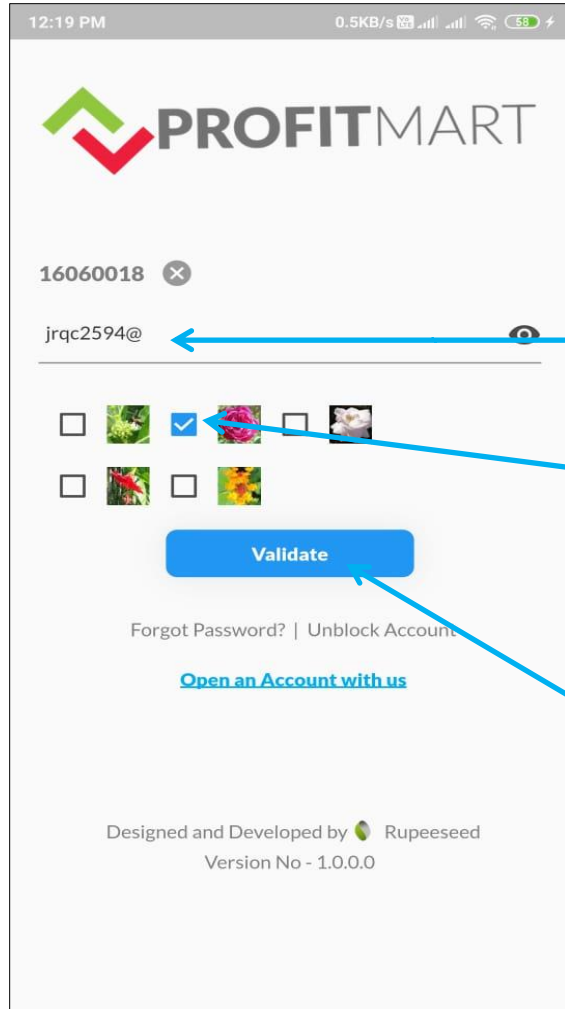 12:19 PM 0.5KB/s 58
PROFITMART
16060018
jrqc2594@
Validate
Forgot Password? | Unblock Account
Open an Account with us
Designed and Developed by Rupeeseed
Version No - 1.0.0.0